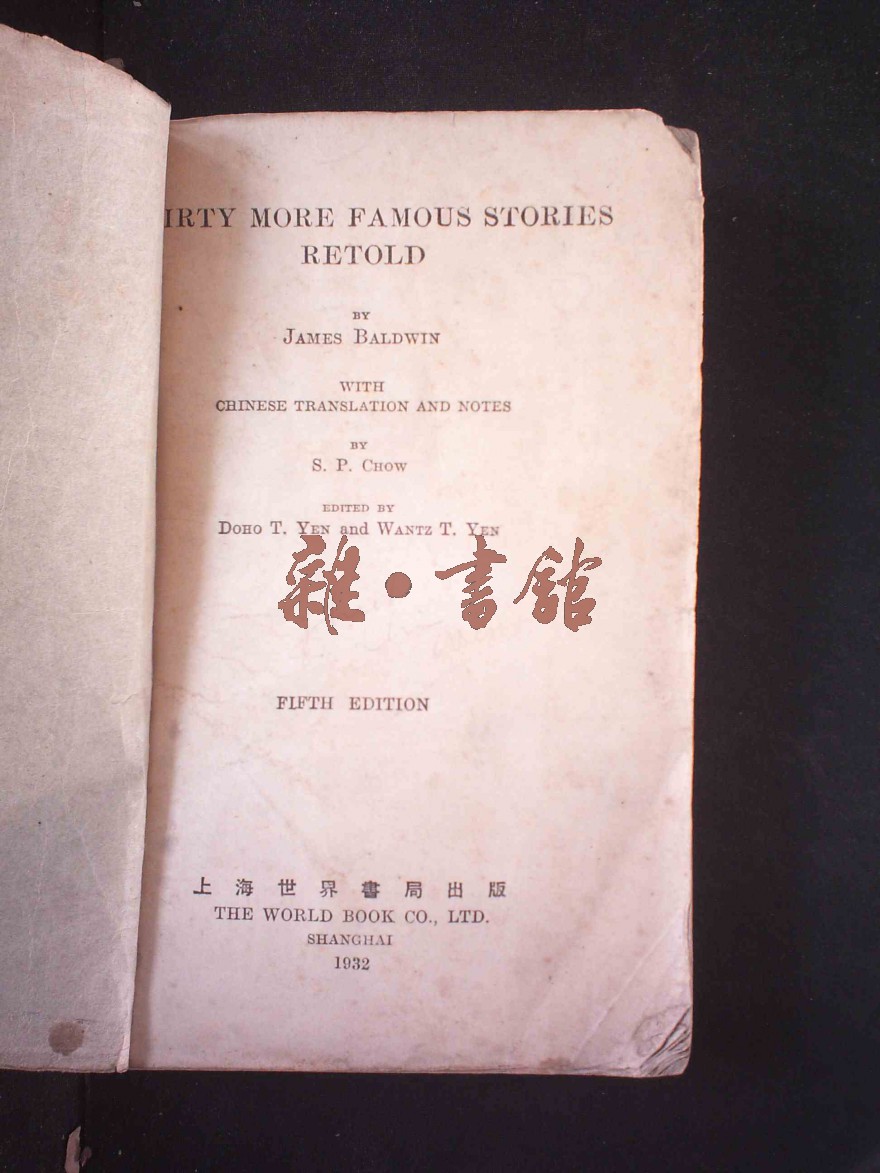 IRTY MORE FAMOUS STORIES
RETOLD
BY
JAMES BALDWIN
WITH
CHINESE TRANSLATION AND NOTES
BY
S. P. CHOW
EDITED BY
DOHO T. YEN and WANTZ T. YEN
雜·書館
FIFTH EDITION
上海世界書局出版
THE WORLD BOOK CO., LTD.
SHANGHAI
1932